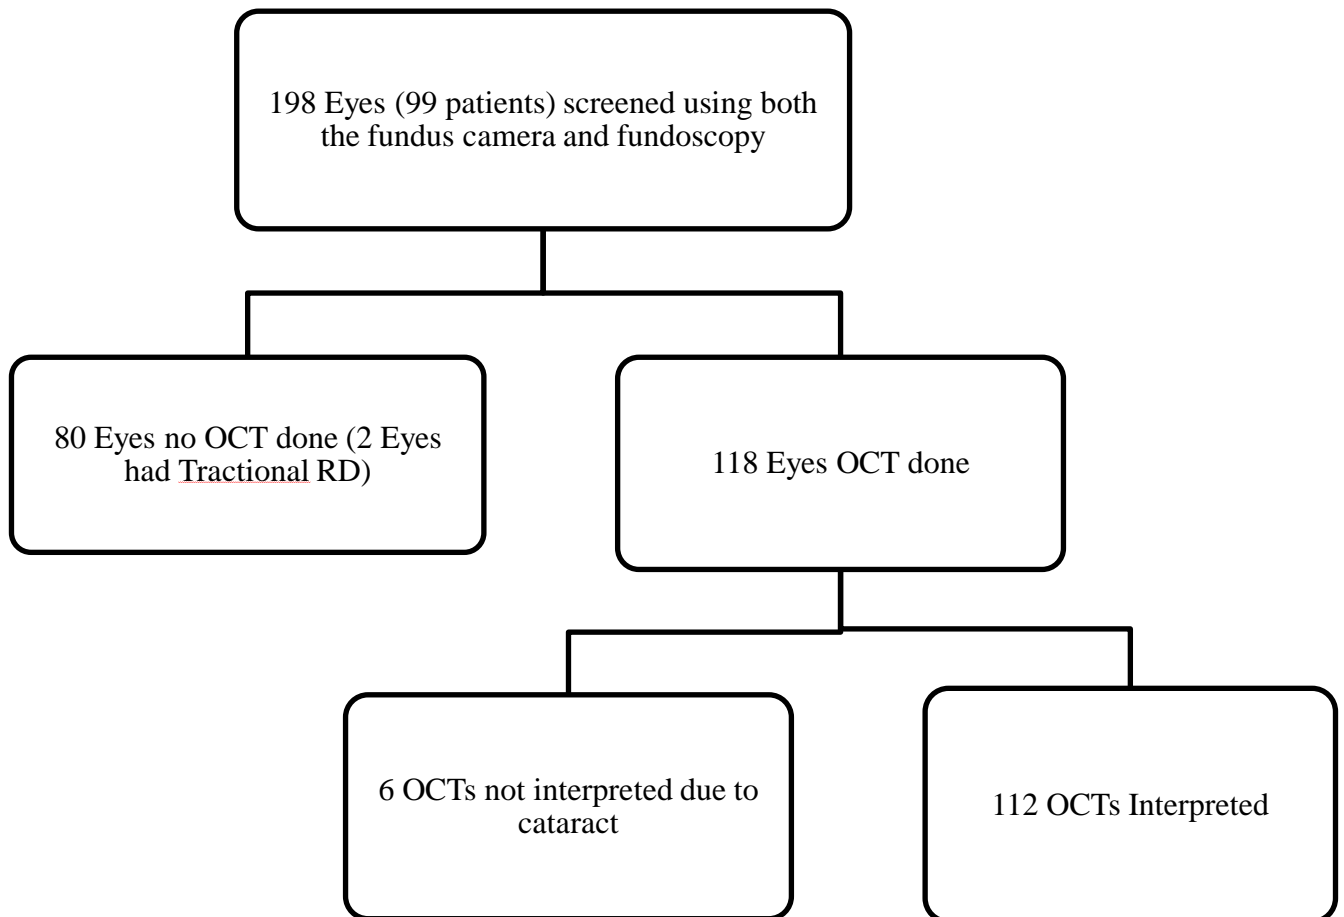 198 Eyes (99 patients) screened using both
the fundus camera and fundoscopy
80 Eyes no OCT done (2 Eyes
had Tractional RD)
118 Eyes OCT done
6 OCTs not interpreted due to
cataract
112 OCTs Interpreted